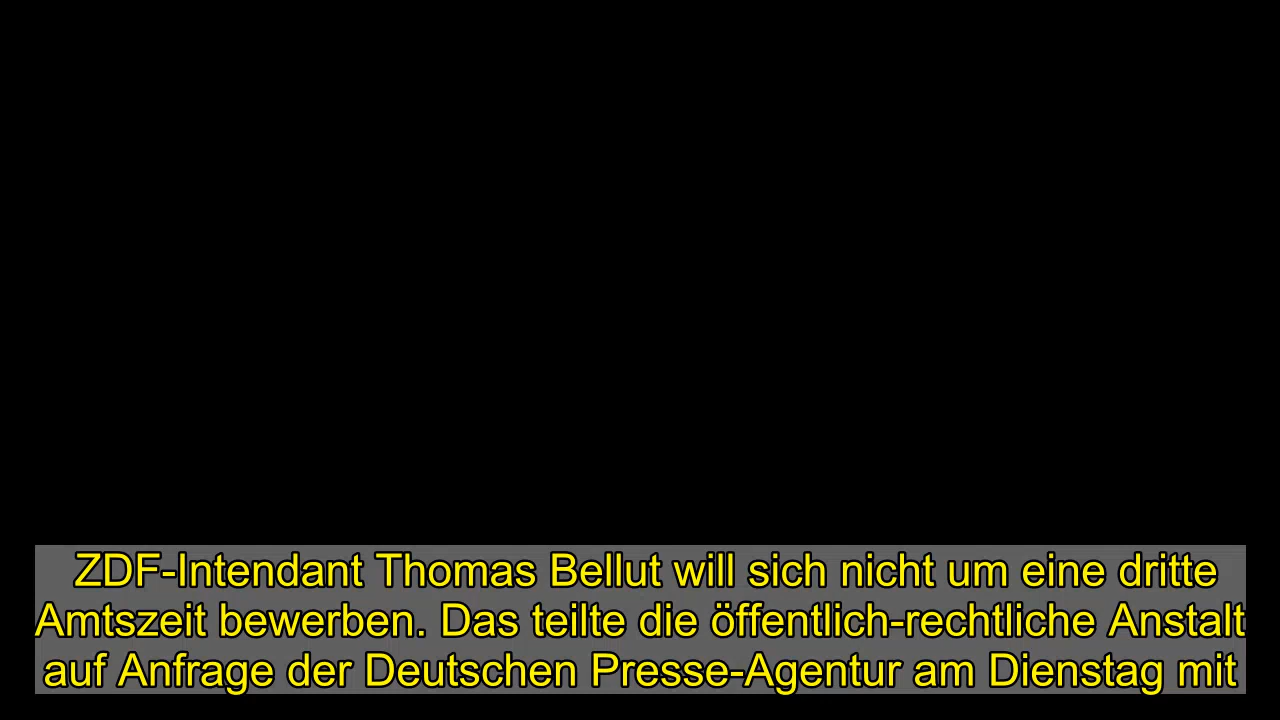 ZDF-Intendant Thomas Bellut will sich nicht um eine dritte
Amtszeit bewerben. Das teilte die öffentlich-rechtliche Anstalt
auf Anfrage der Deutschen Presse-Agentur am Dienstag mit